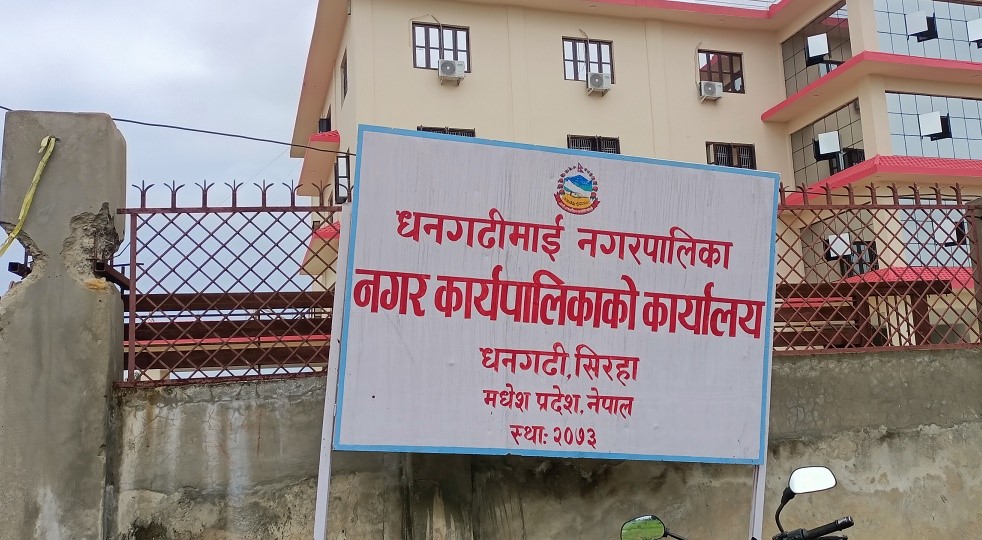 धनगढीमाई नगरपालिका
नगर कार्यपालिकाको कार्यालय
धनगढी, सिरहा
मधेश प्रदेश, नेपाल
स्था: २०७३